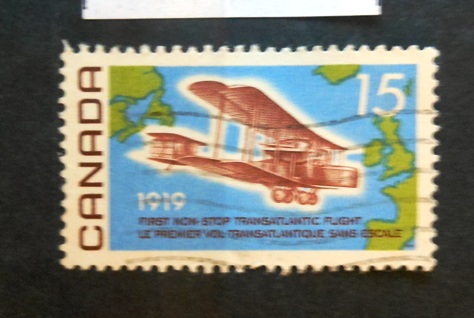 CANADA
15
1919
FIRST NON-STOP TRANSATLANTIC FLIGHT
LE PREMIER VOL TRANSATLANTIQUE SANS ESCALE